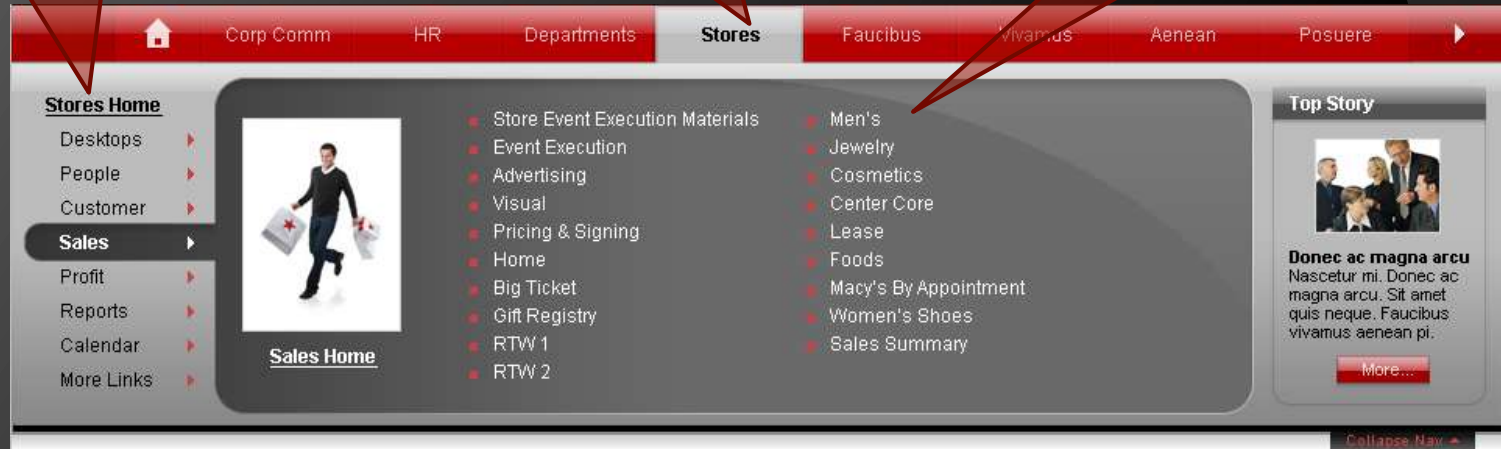 Corp Comm HR Departments Stores Faucibus Vivamus Aenean Posuere
Stores Home
Desktops
People
Customer
Sales
Profit
Reports
Calendar
More Links
Sales Home
Store Event Execution Materials
Event Execution
Advertising
Visual
Pricing & Signing
Home
Big Ticket
Gift Registry
RTW 1
RTW 2
Men's
Jewelry
Cosmetics
Center Core
Lease
Foods
Macy's By Appointment
Women's Shoes
Sales Summary
Top Story
Donec ac magna arcu
Nascetur mi. Donec ac
magna arcu. Sit amet
quis neque. Faucibus
vivamus aenean pi.
More...
Collapse Nav